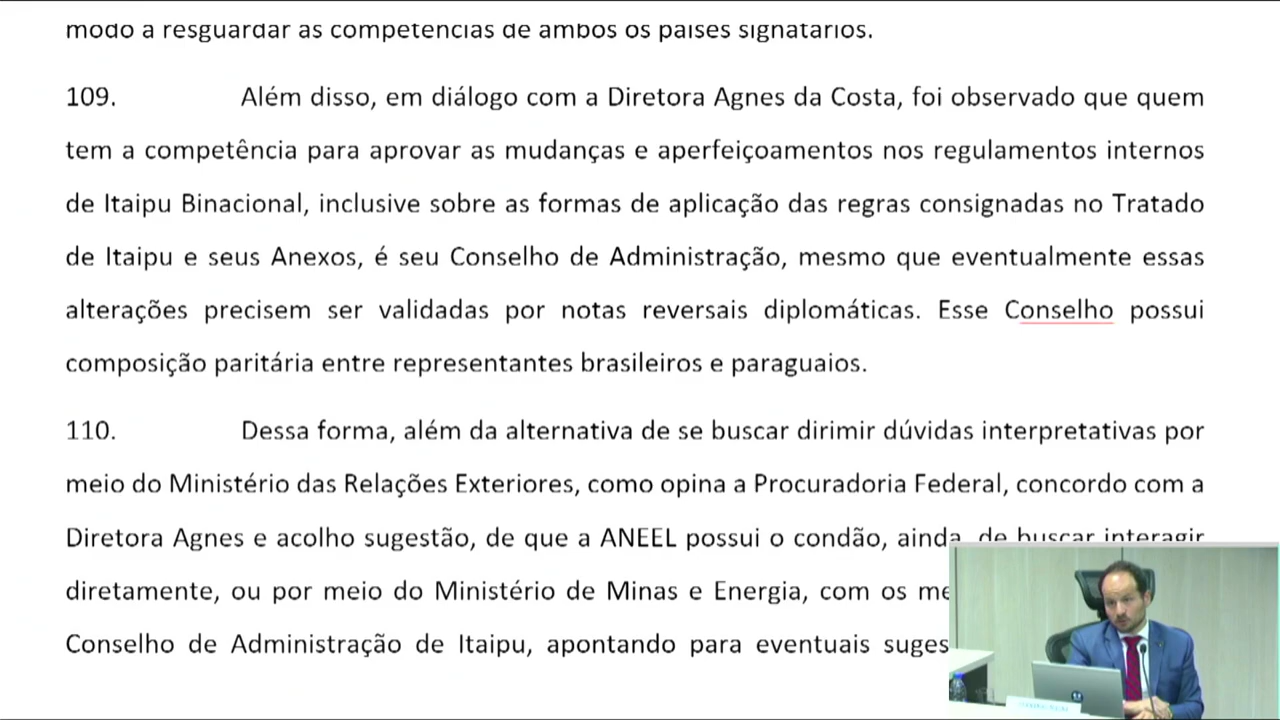 modo a resguardar as competências de ambos os países signatários.
109. Além disso, em diálogo com a Diretora Agnes da Costa, foi observado que quem
tem a competência para aprovar as mudanças e aperfeiçoamentos nos regulamentos internos
de Itaipu Binacional, inclusive sobre as formas de aplicação das regras consignadas no Tratado
de Itaipu e seus Anexos, é seu Conselho de Administração, mesmo que eventualmente essas
alterações precisem ser validadas por notas reversais diplomáticas. Esse Conselho possui
composição paritária entre representantes brasileiros e paraguaios.
110. Dessa forma, além da alternativa de se buscar dirimir dúvidas interpretativas por
meio do Ministério das Relações Exteriores, como opina a Procuradoria Federal, concordo com a
Diretora Agnes e acolho sugestão, de que a ANEEL possui o condão, ainda, de buscar interagir
diretamente, ou por meio do Ministério de Minas e Energia, com os me
Conselho de Administração de Itaipu, apontando para eventuais suges